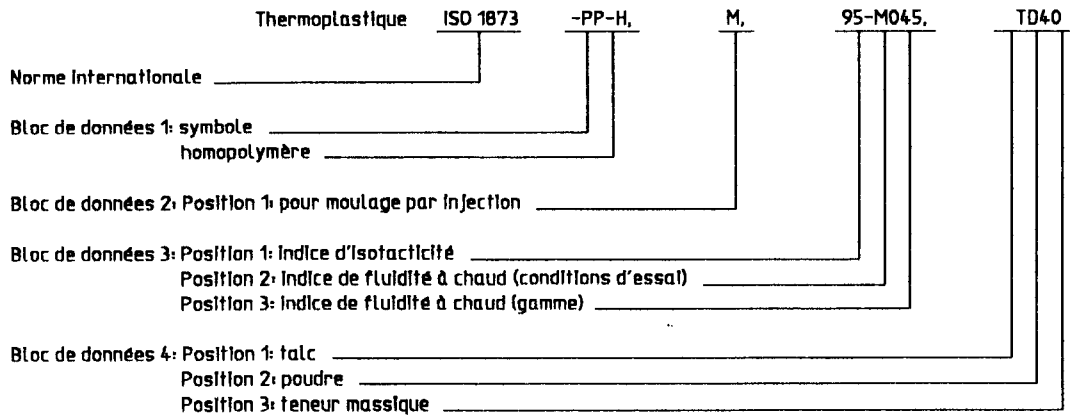 Thermoplastique ISO 1873 -PP-H, M, 95-M045, TD40
Norme internationale
Bloc de données 1: symbole
homopolymère
Bloc de données 2: Position 1: pour moulage par injection
Bloc de données 3: Position 1: indice d'isotacticité
Position 2: indice de fluidité à chaud (conditions d'essai)
Position 3: indice de fluidité à chaud (gamme)
Bloc de données 4: Position 1: talc
Position 2: poudre
Position 3: teneur massique